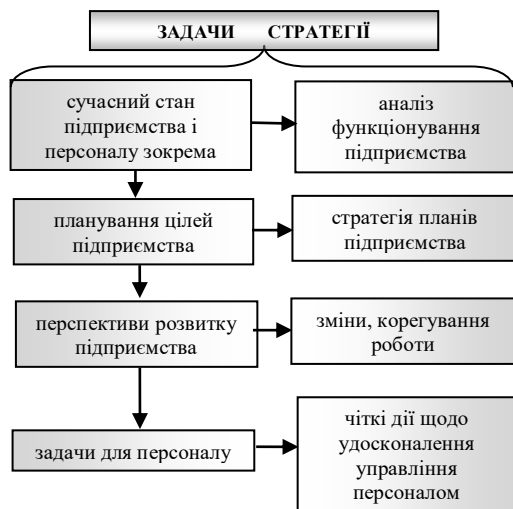 ЗАДАЧИ СТРАТЕГІЇ
сучасний стан
підприємства і
персоналу зокрема
аналіз
функціонування
підприємства
планування цілей
підприємства
стратегія планів
підприємства
перспективи розвитку
підприємства
зміни, корегування
роботи
задачи для персоналу
чіткі дії щодо
удосконалення
управління
персоналом